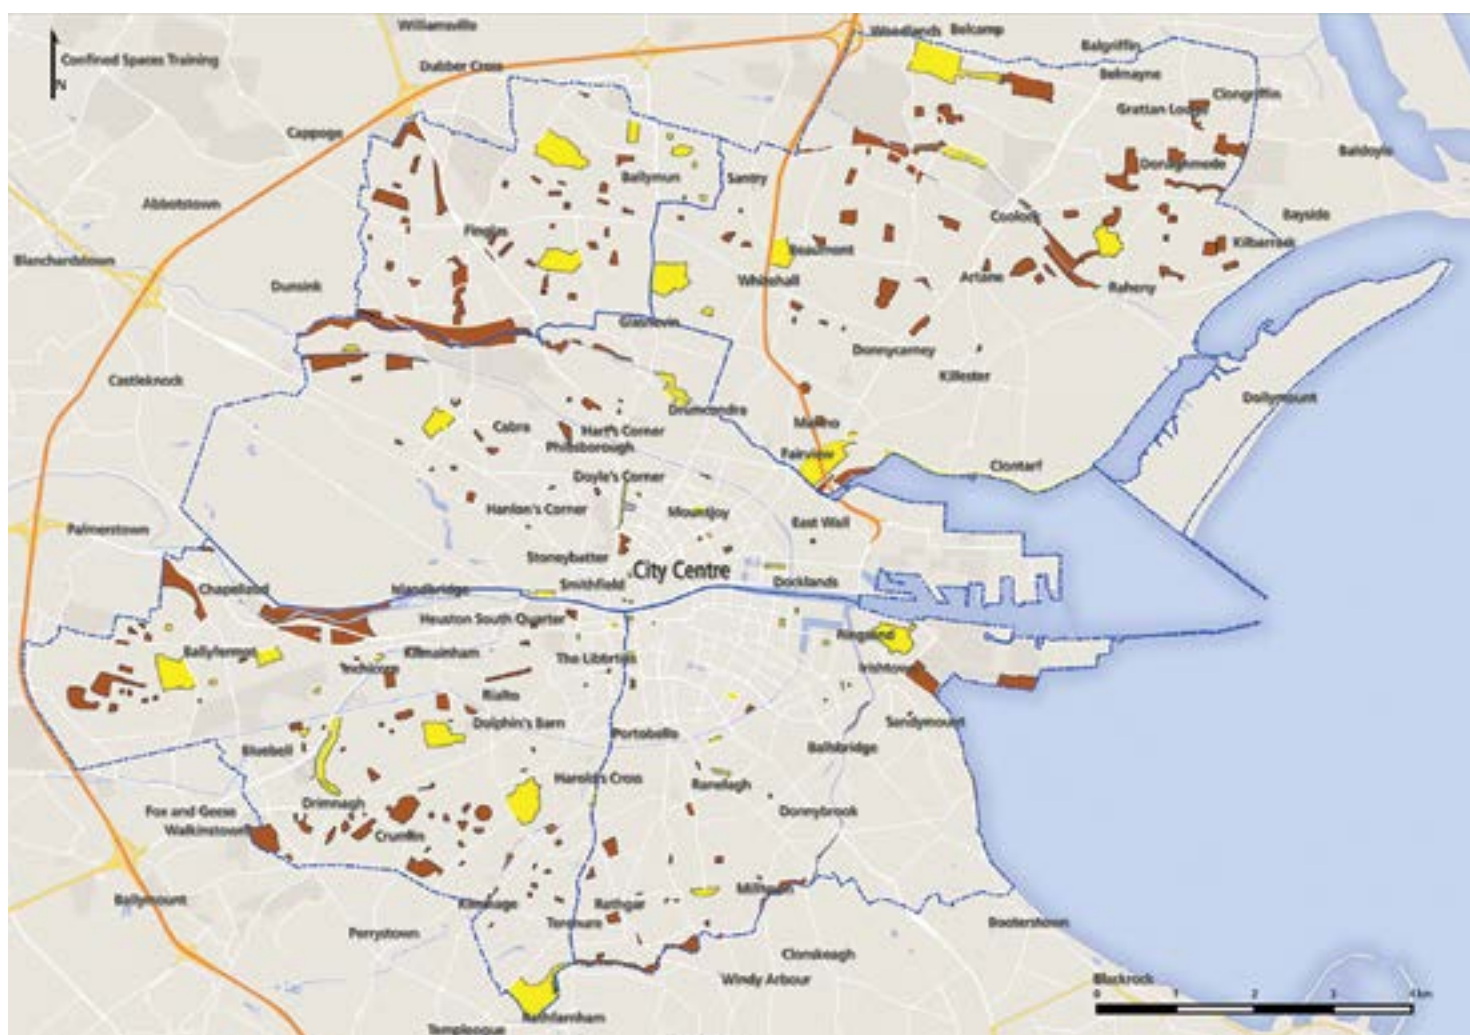 Williamsville
Woodlands
Belcamp
Balgriffin
Confined Spaces Training
Dubber Cross
Belmayne
N
Clongriffin
Grattan Lodge
Cappoge
Baldoyle
Donaghmede
Ballymun
Santry
Abbotstown
Coolock
Bayside
Finglas
Kilbarrack
Beaumont
Blanchardstown
Whitehall
Artane
Raheny
Dunsink
Glasnevin
Donnycarney
Killester
Castleknock
Dollymount
Drumcondra
Marino
Cabra
Hart's Corner
Phibsborough
Fairview
Clontarf
Doyle's Corner
Hanlon's Corner
Mountjoy
East Wall
Palmerstown
Stoneybatter
City Centre
Smithfield
Docklands
Chapelizod
Islandbridge
Heuston South Quarter
Ringsend
Ballyfermot
Kilmainham
The Liberties
Inchicore
Irishtown
Rialto
Dolphin's Barn
Sandymount
Portobello
Bluebell
Ballsbridge
Harold's Cross
Ranelagh
Drimnagh
Fox and Geese
Donnybrook
Walkinstown
Crumlin
Milltown
Ballymount
Kimmage
Rathgar
Terenure
Booterstown
Perrystown
Clonskeagh
Windy Arbour
Blackrock
0 1 2 3 4 km
Rathfarnham
Templeogue